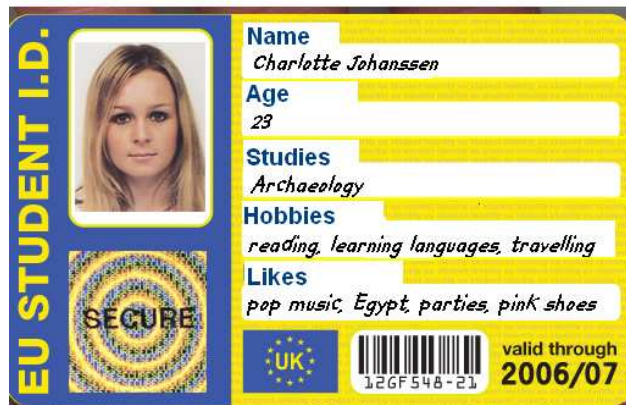 EU STUDENT I.D.
Name
Charlotte Johanssen
Age
23
Studies
Archaeology
Hobbies
reading, learning languages, travelling
Likes
pop music, Egypt, parties, pink shoes
SECURE
UK
12GF548-21
valid through
2006/07